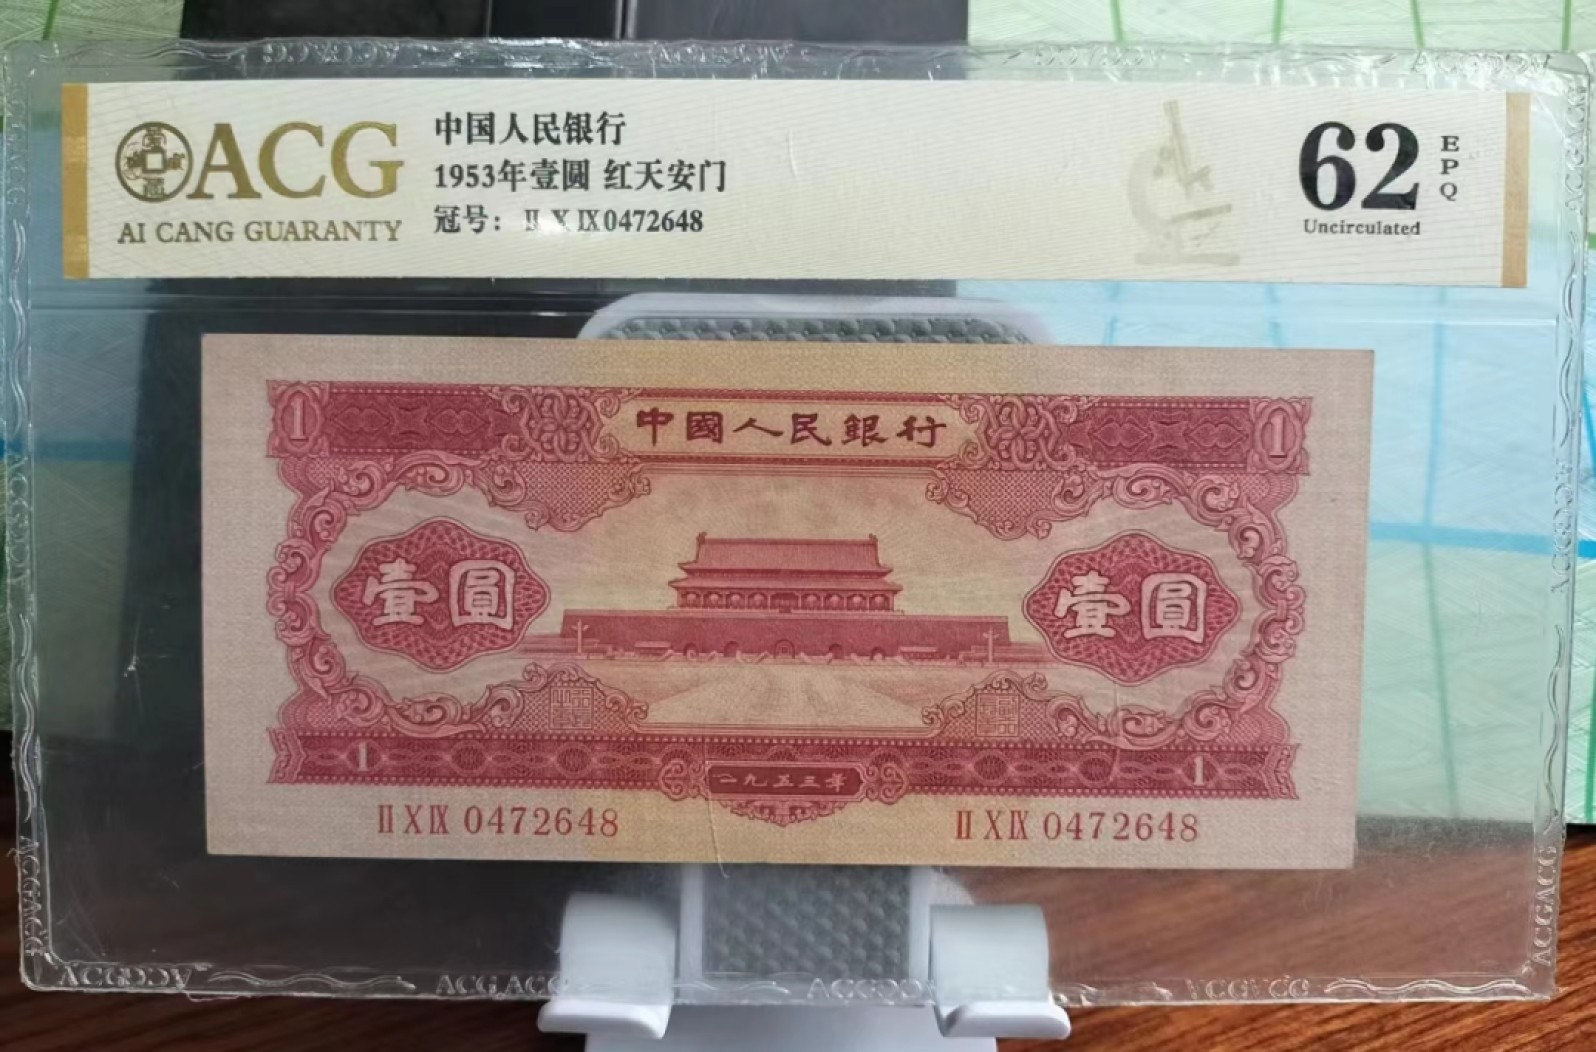 ACG
AI CANG GUARANTY
中国人民银行
1953年壹圆 红天安门
冠号： II X IX0472648
62
EPQ
Uncirculated
1
中國人民銀行
1
壹圓
壹圓
1
一九五三年
1
II X IX 0472648
II X IX 0472648